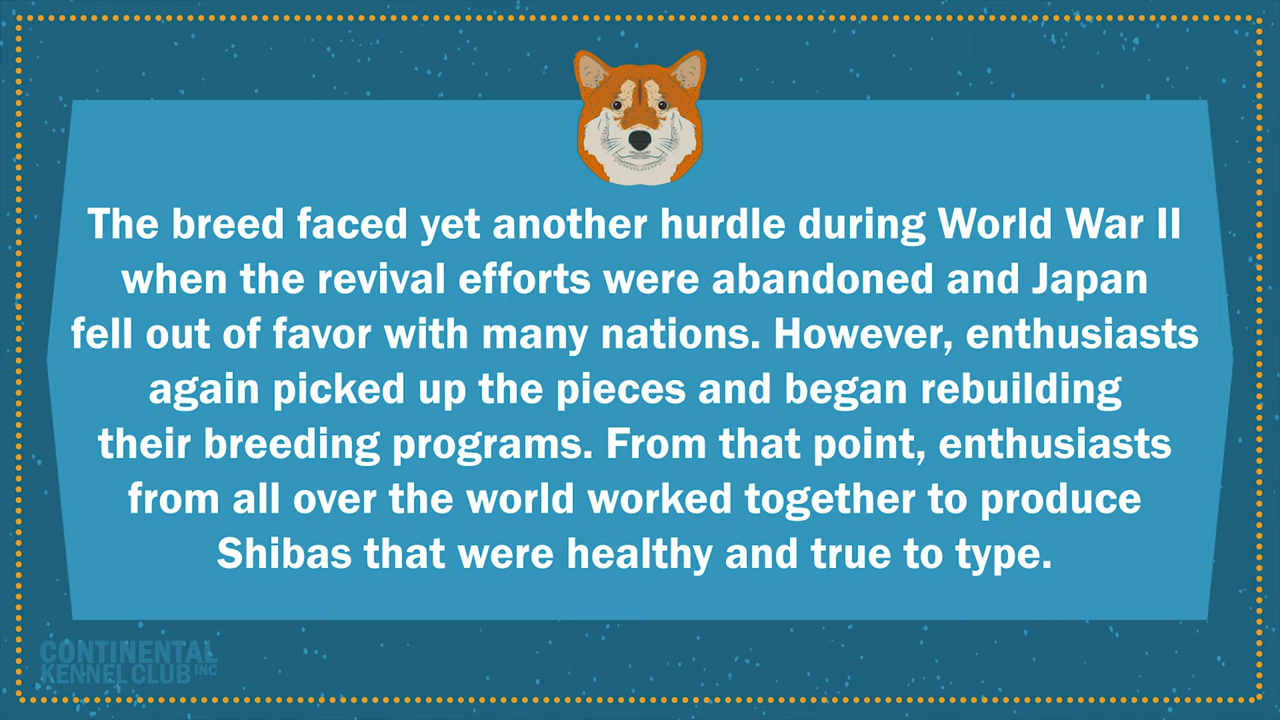 The breed faced yet another hurdle during World War II
when the revival efforts were abandoned and Japan
fell out of favor with many nations. However, enthusiasts
again picked up the pieces and began rebuilding
their breeding programs. From that point, enthusiasts
from all over the world worked together to produce
Shibas that were healthy and true to type.
CONTINENTAL
KENNEL CLUB INC